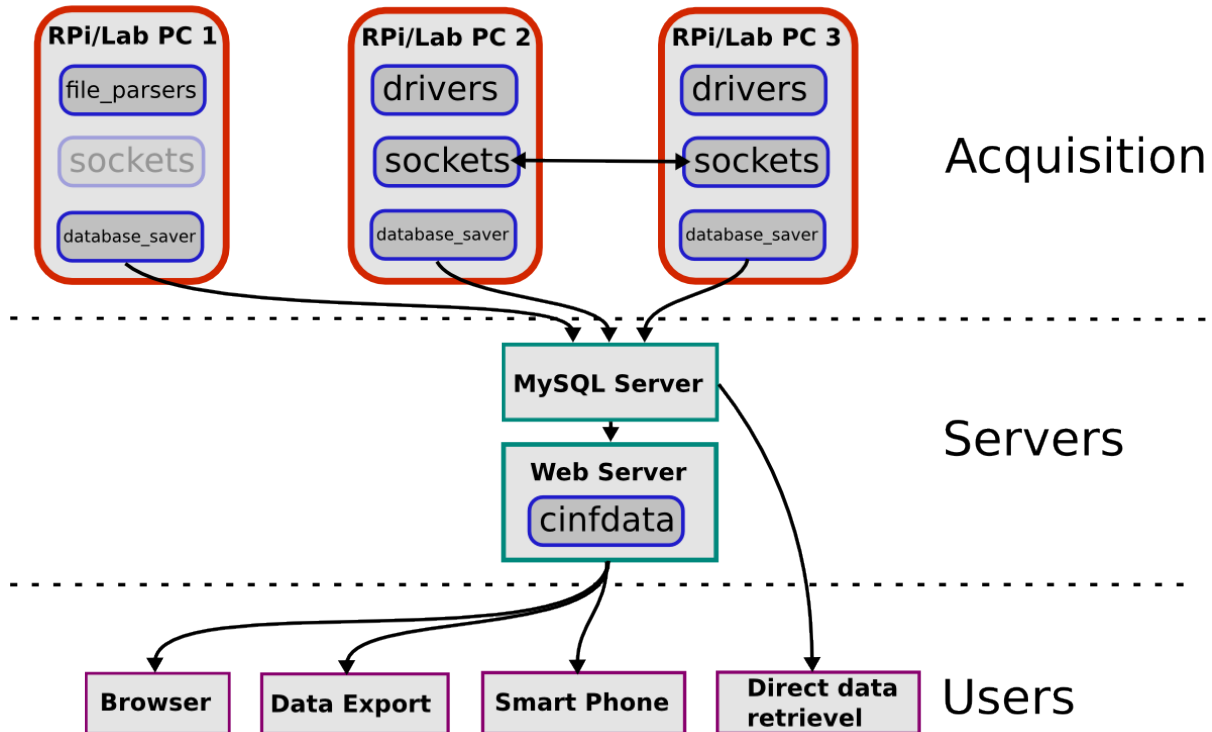 RPi/Lab PC 1
file_parsers
sockets
database_saver
RPi/Lab PC 2
drivers
sockets
database_saver
RPi/Lab PC 3
drivers
sockets
database_saver
Acquisition
MySQL Server
Web Server
cinfdata
Servers
Browser
Data Export
Smart Phone
Direct data
retrievel
Users